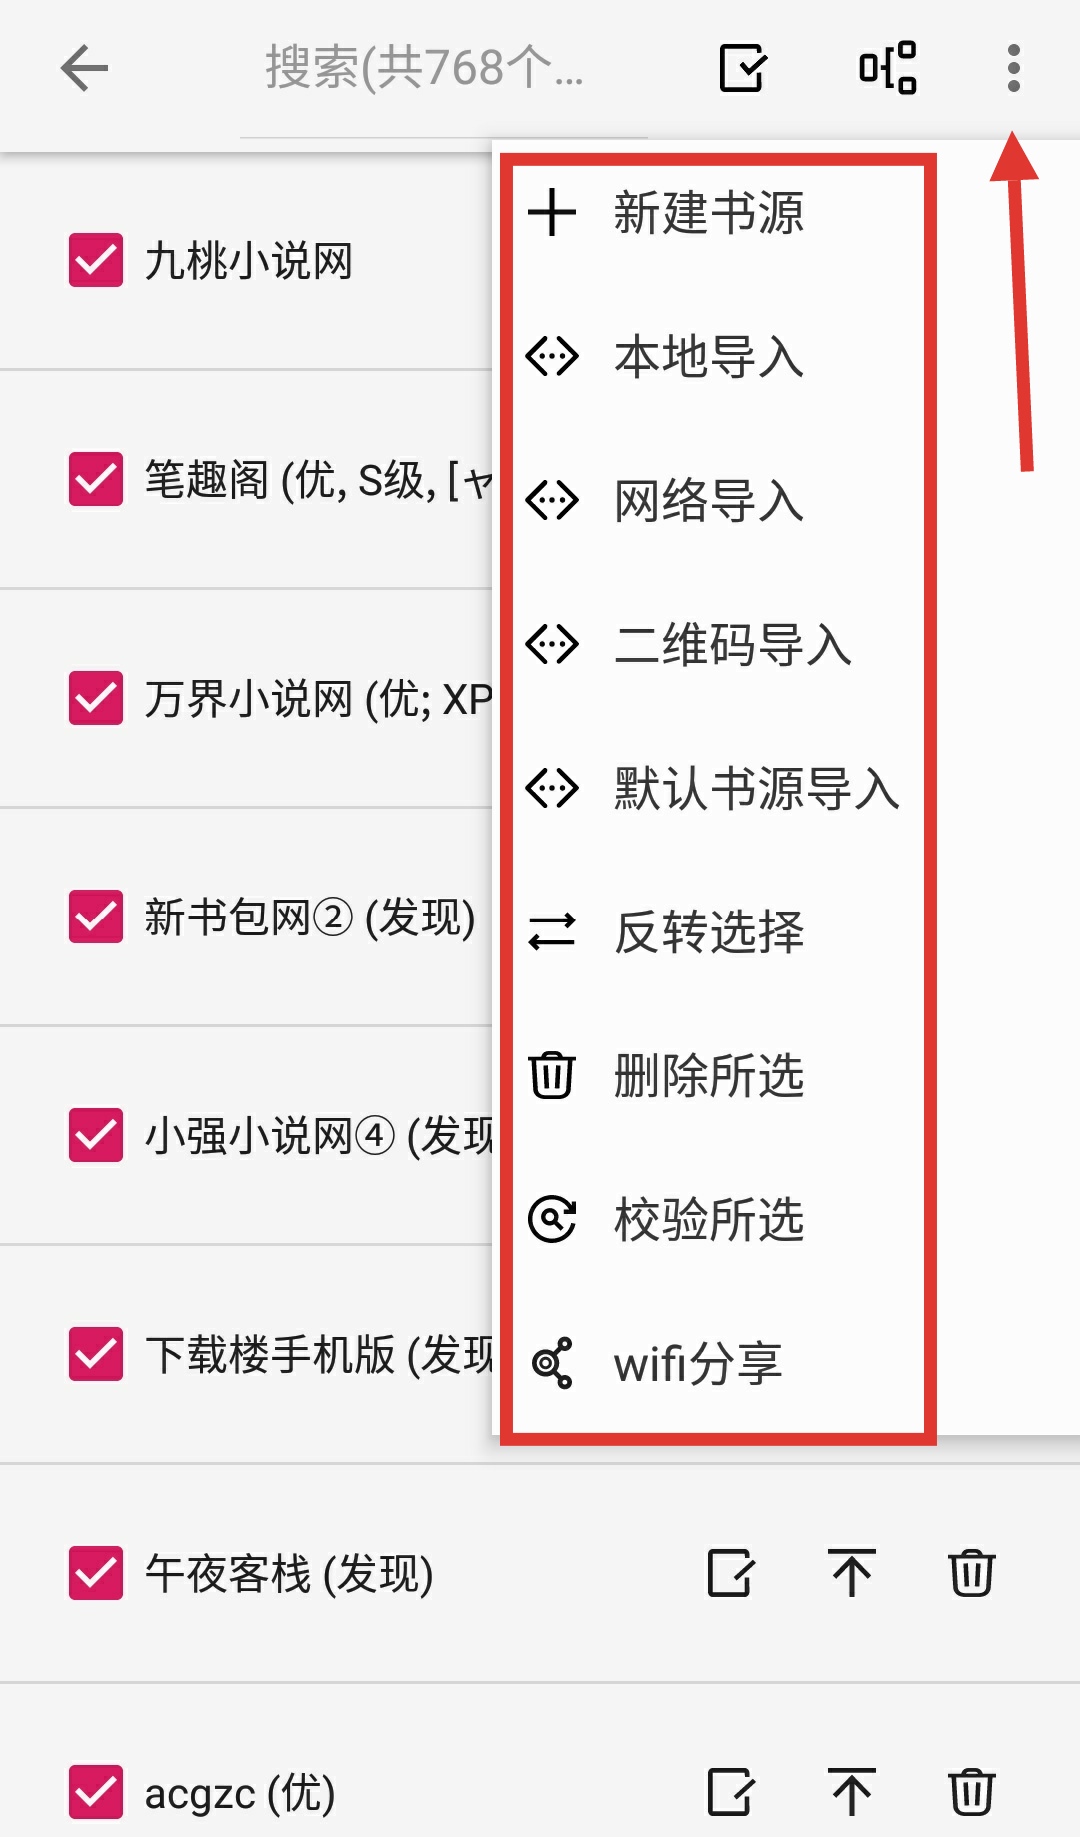 搜索(共768个...
新建书源
本地导入
网络导入
二维码导入
默认书源导入
反转选择
删除所选
校验所选
wifi分享
九桃小说网
笔趣阁 (优, S级, [
万界小说网 (优; XP
新书包网② (发现)
小强小说网④ (发现
下载楼手机版 (发现
午夜客栈 (发现)
acgzc (优)